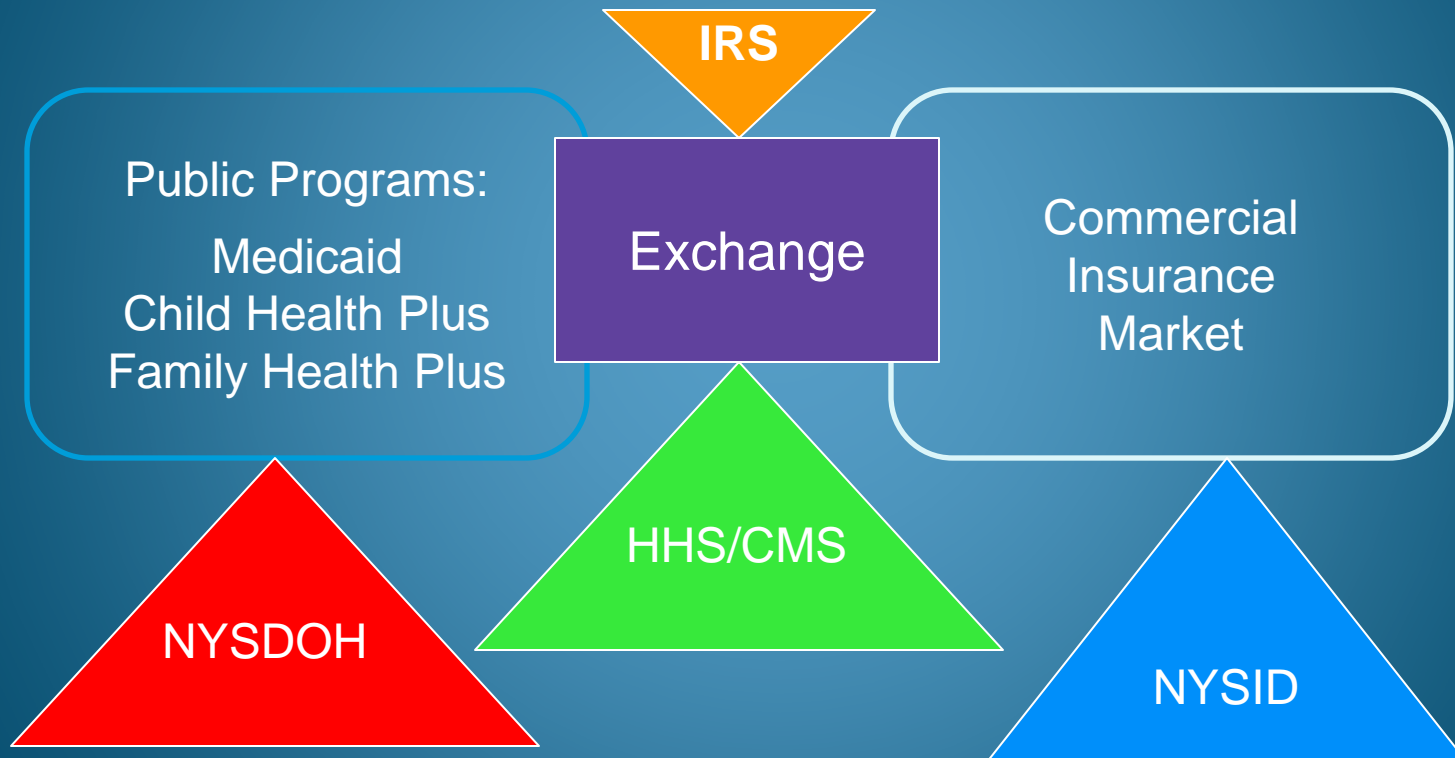 IRS
Public Programs:
Medicaid
Child Health Plus
Family Health Plus
Exchange
Commercial
Insurance
Market
HHS/CMS
NYSDOH
NYSID